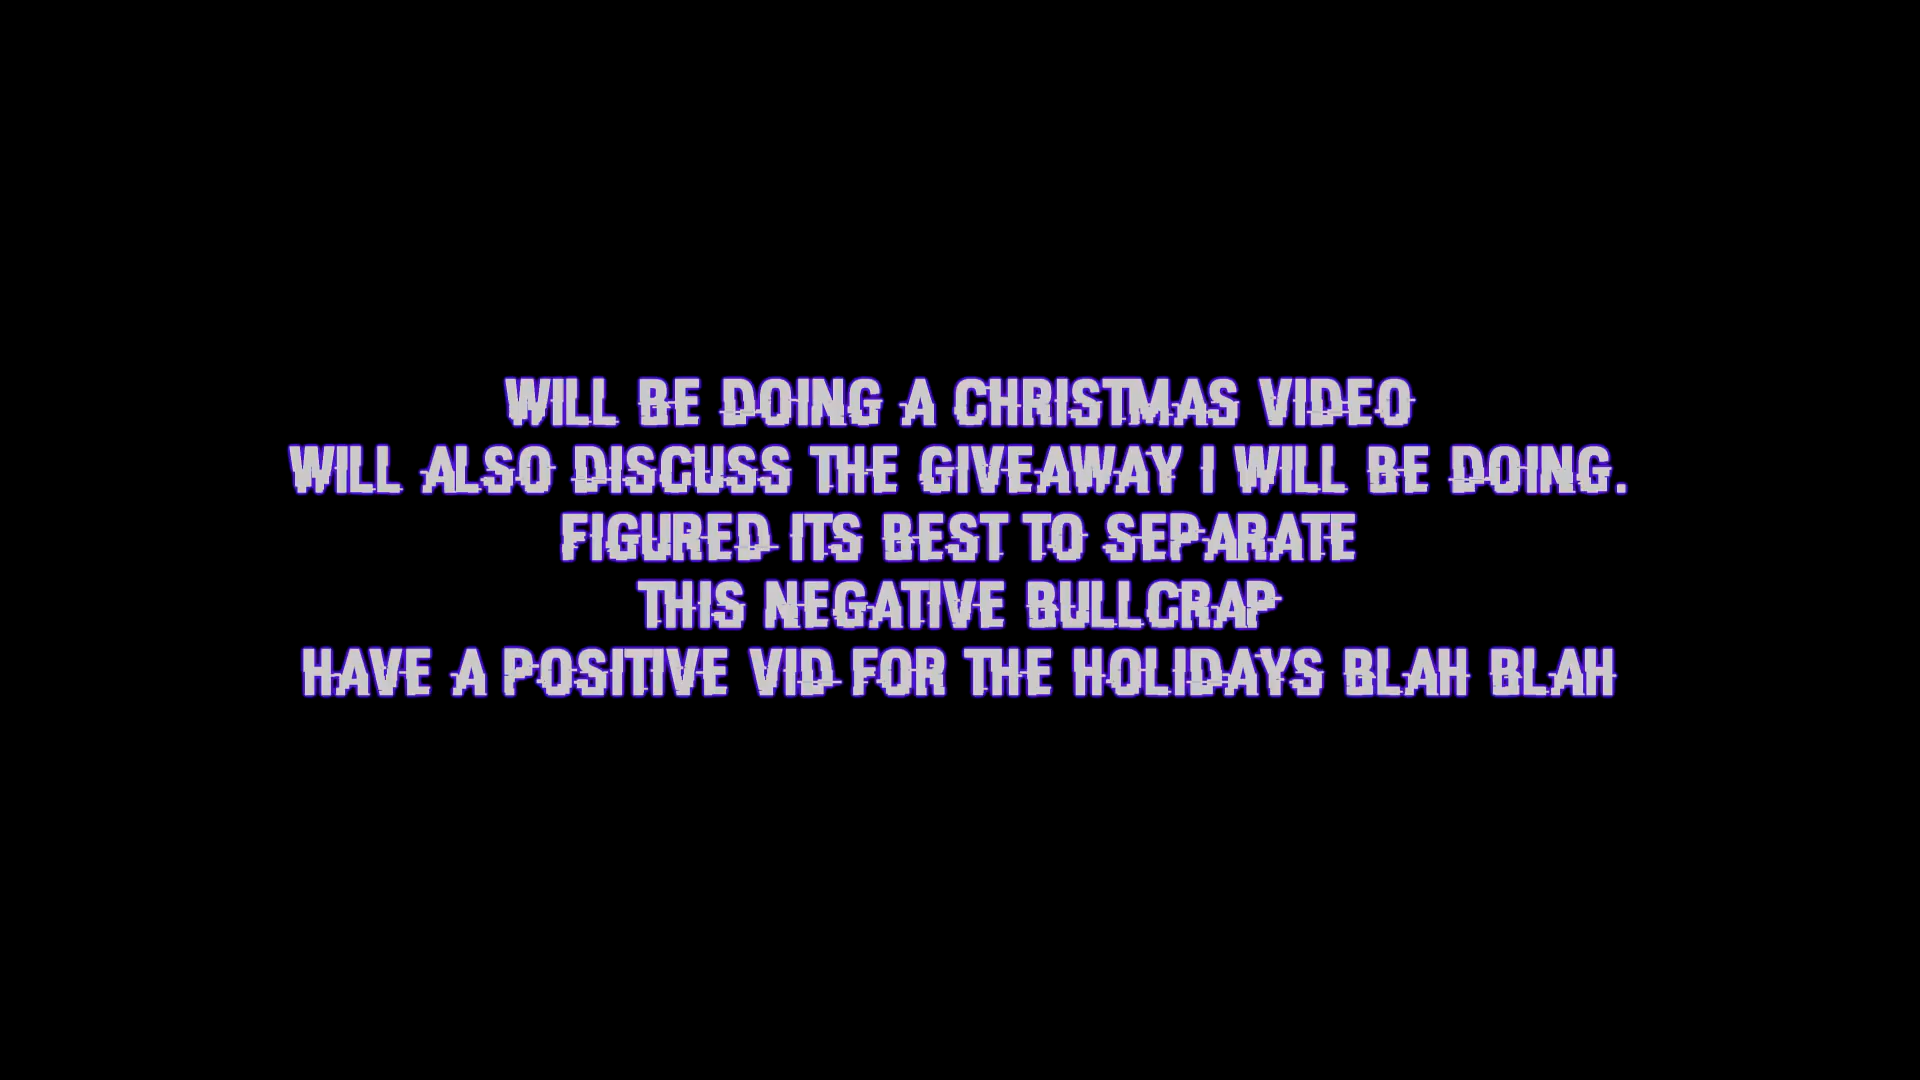 WILL BE DOING A CHRISTMAS VIDEO
WILL ALSO DISCUSS THE GIVEAWAY I WILL BE DOING.
FIGURED ITS BEST TO SEPARATE
THIS NEGATIVE BULLCRAP
HAVE A POSITIVE VID FOR THE HOLIDAYS BLAH BLAH